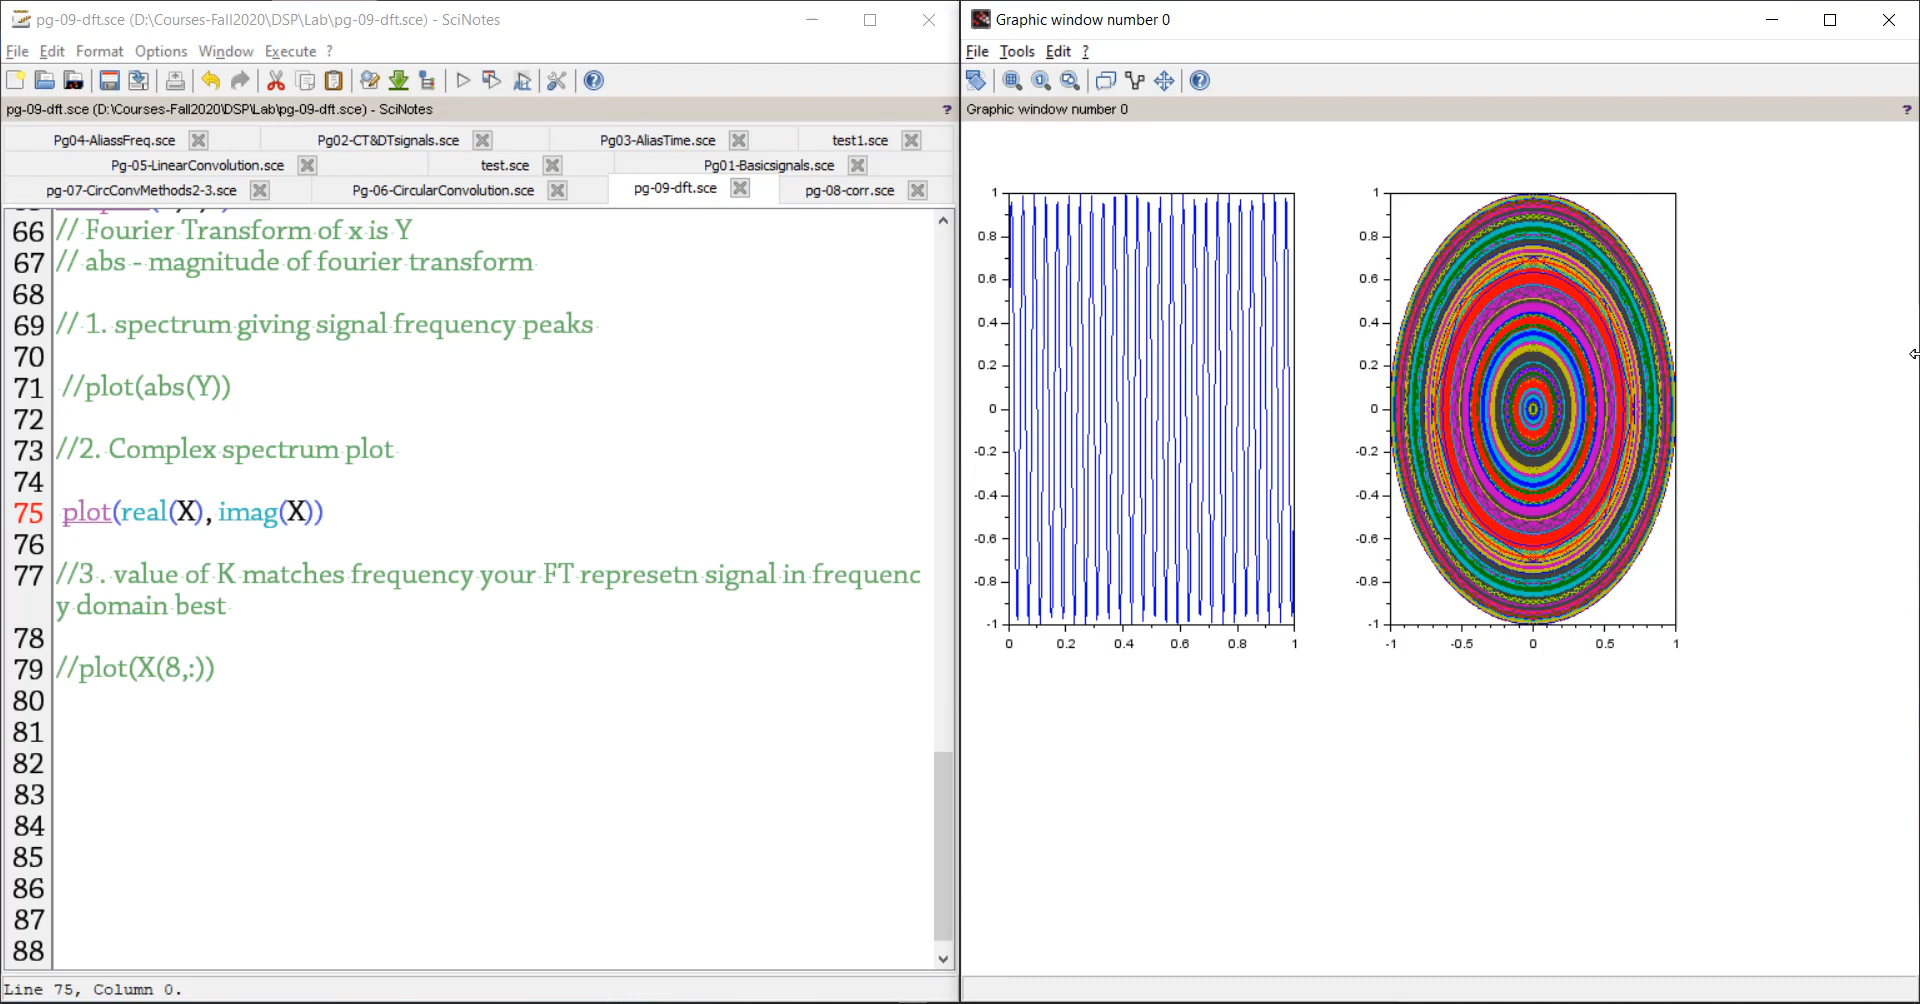 pg-09-dft.sce (D:\Courses-Fall2020\DSP\Lab\pg-09-dft.sce) - SciNotes
File Edit Format Options Window Execute ?
pg-09-dft.sce (D:\Courses-Fall2020\DSP\Lab\pg-09-dft.sce) - SciNotes ?
Pg04-AliassFreq.sce Pg02-CT&DTsignals.sce Pg03-AliasTime.sce test1.sce
Pg-05-LinearConvolution.sce test.sce Pg01-Basicsignals.sce
pg-07-CircConvMethods2-3.sce Pg-06-CircularConvolution.sce pg-09-dft.sce pg-08-corr.sce
66 // Fourier Transform of x is Y
67 // abs - magnitude of fourier transform
68
69 // 1. spectrum giving signal frequency peaks
70
71 //plot(abs(Y))
72
73 //2. Complex spectrum plot
74
75 plot(real(X), imag(X))
76
77 //3 . value of K matches frequency your FT represetn signal in frequenc
y domain best
78
79 //plot(X(8,:))
80
81
82
83
84
85
86
87
88
Line 75, Column 0.
Graphic window number 0
File Tools Edit ?
Graphic window number 0 ?
1
0.8
0.6
0.4
0.2
0
-0.2
-0.4
-0.6
-0.8
-1
0 0.2 0.4 0.6 0.8 1
1
0.8
0.6
0.4
0.2
0
-0.2
-0.4
-0.6
-0.8
-1
-1 -0.5 0 0.5 1